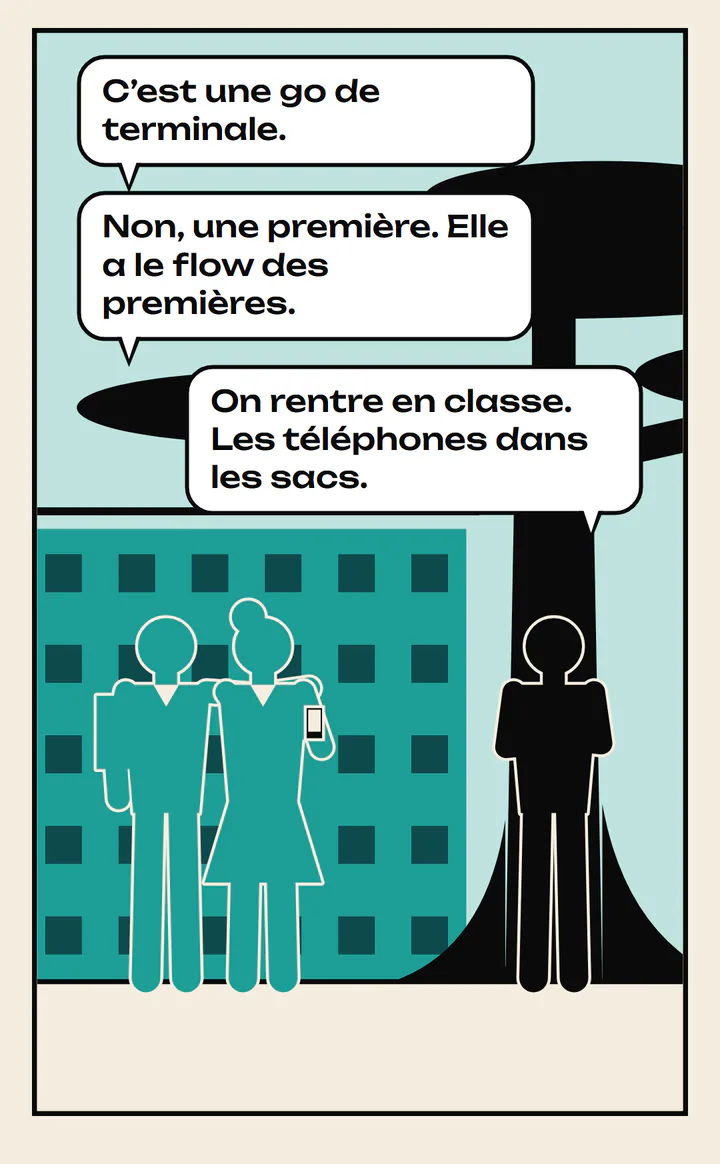 C’est une go de
terminale.
Non, une première. Elle
a le flow des
premières.
On rentre en classe.
Les téléphones dans
les sacs.